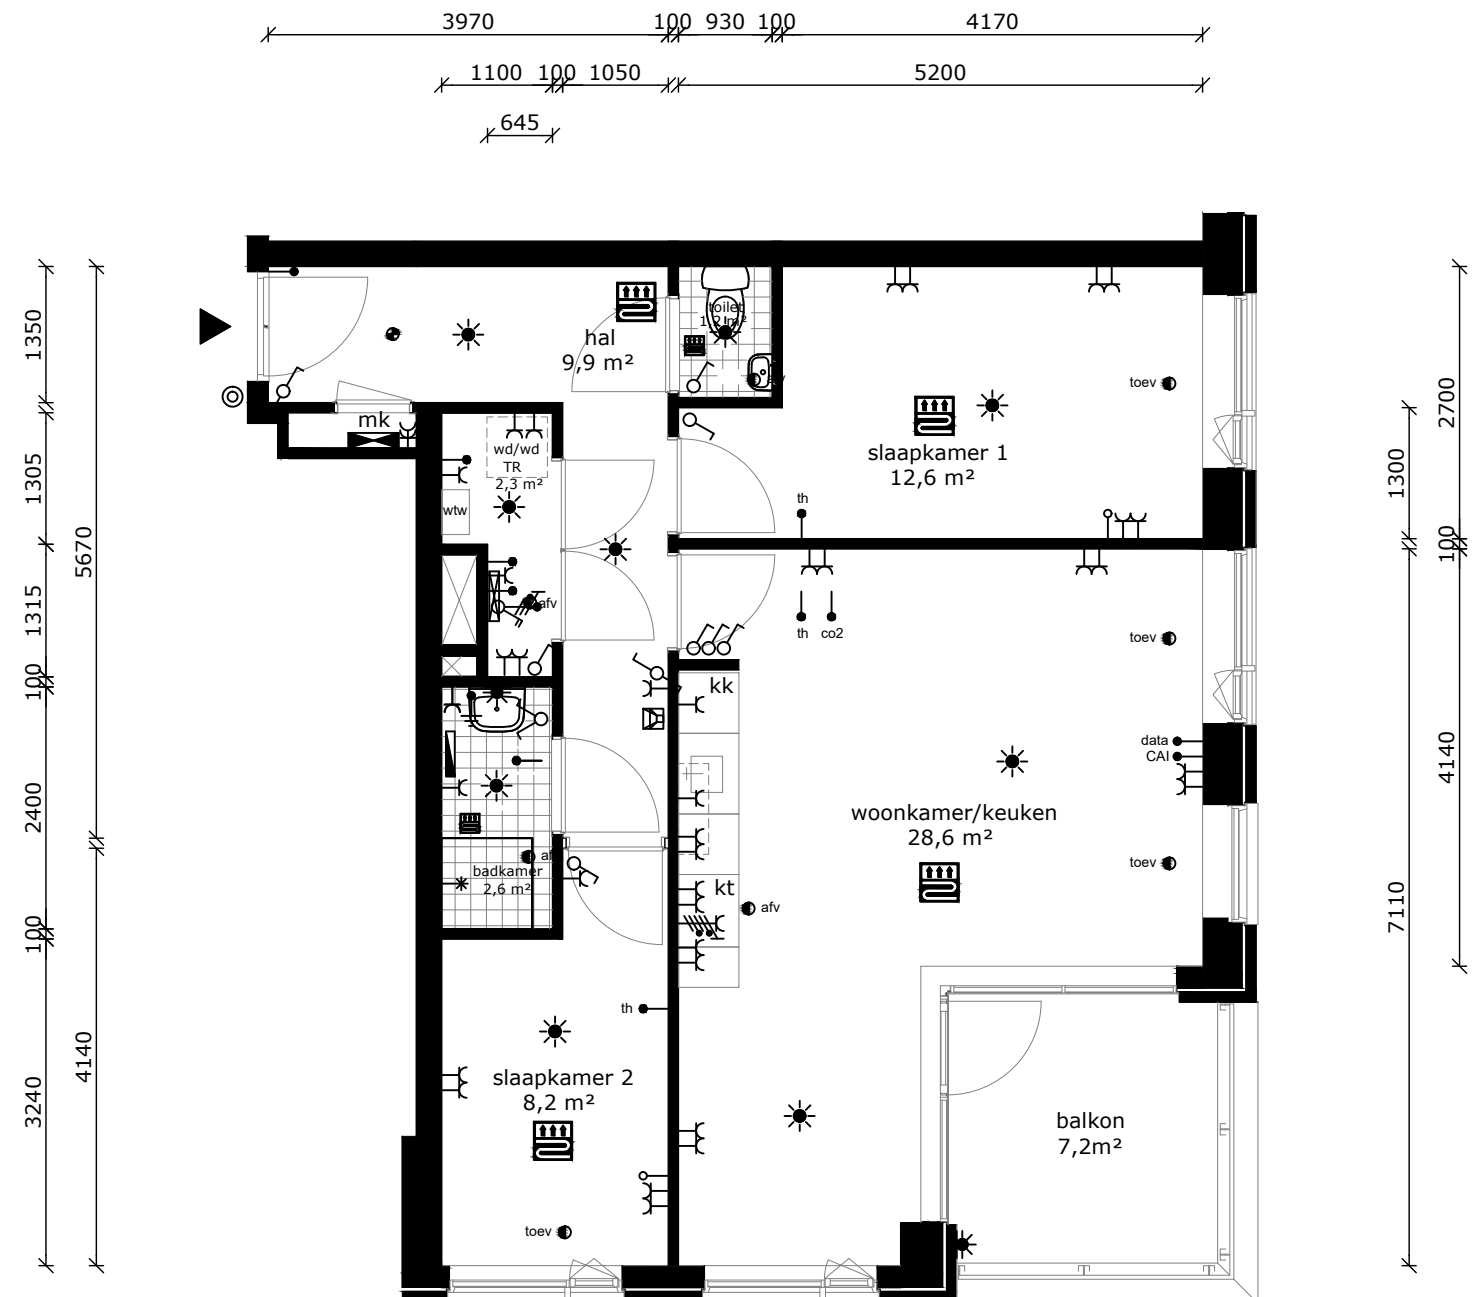 3970 100 930 100 4170
1100 100 1050 5200
645
1350
1305
1315
100
2400
100
3240
5670
4140
2700
100
4140
1300
7110
hal
9,9 m²
toilet
1,2 m²
mk
wd/wd
TR
2,3 m²
wtw
afv
toev
slaapkamer 1
12,6 m²
th
th
co2
toev
kk
data
CAI
woonkamer/keuken
28,6 m²
toev
kt
afv
badkamer
2,6 m²
th
slaapkamer 2
8,2 m²
toev
balkon
7,2m²